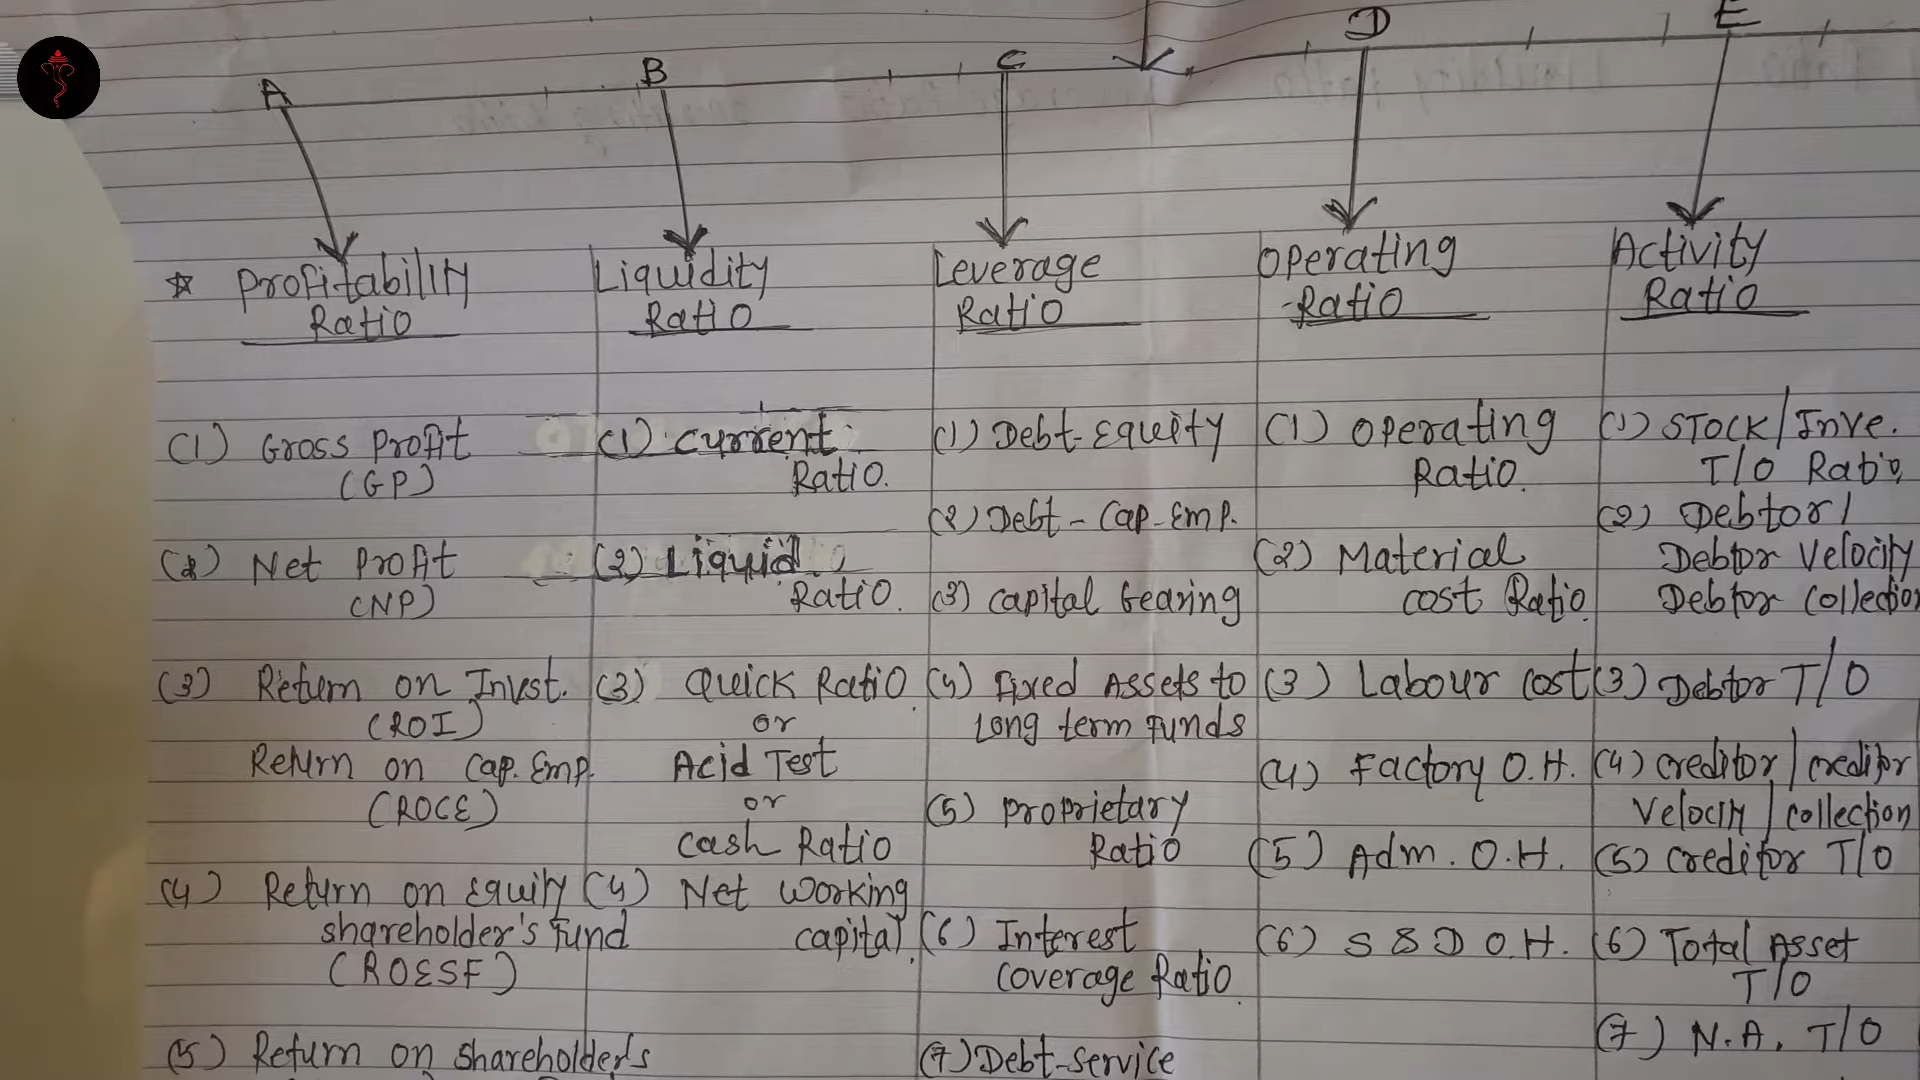 A
B
C
D
E
☆ Profitability
Ratio
(1) Gross Profit
(GP)
(2) Net Profit
(NP)
(3) Return on Invst.
(ROI)
Return on Cap. Emp.
(ROCE)
(4) Return on Equity
shareholder's Fund
(ROESF)
(5) Return on shareholder's
Liquidity
Ratio
(1) Current
Ratio.
(2) Liquid
Ratio.
(3) Quick Ratio
or
Acid Test
or
Cash Ratio
(4) Net Working
capital.
Leverage
Ratio
(1) Debt-Equity
(2) Debt - Cap-Emp.
(3) Capital Gearing
(4) Fixed Assets to
Long term Funds
(5) Proprietary
Ratio
(6) Interest
Coverage Ratio.
(7) Debt-Service
Operating
Ratio
(1) Operating
Ratio.
(2) Material
cost Ratio.
(3) Labour cost
(4) Factory O.H.
(5) Adm. O.H.
(6) S & D O.H.
Activity
Ratio
(1) STOCK/Inve.
T/O Ratio,
(2) Debtor/
Debtor Velocity
Debtor Collection
(3) Debtor T/O
(4) Creditor/Creditor
Velocity/Collection
(5) Creditor T/O
(6) Total Asset
T/O
(7) N.A. T/O